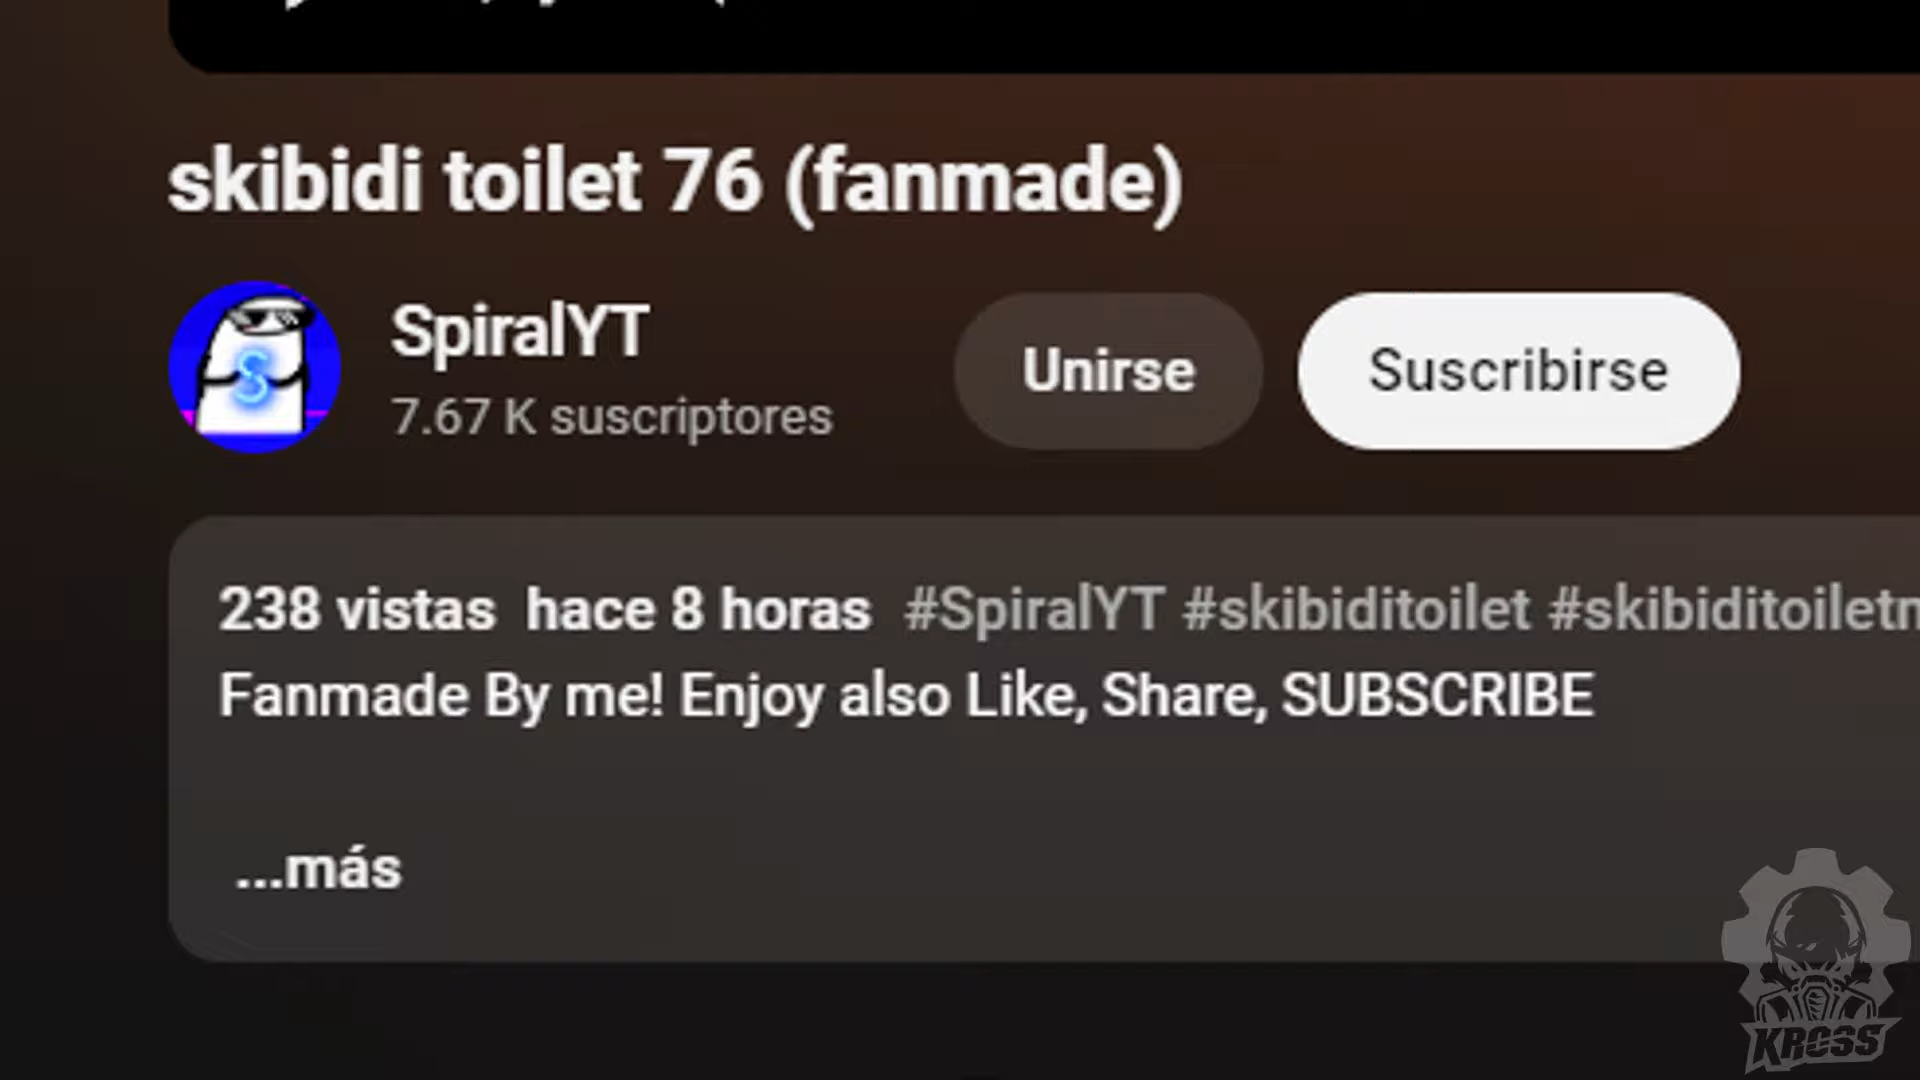 skibidi toilet 76 (fanmade)
S
SpiralYT
7.67 K suscriptores
Unirse
Suscribirse
238 vistas hace 8 horas #SpiralYT #skibiditoilet #skibiditoiletn
Fanmade By me! Enjoy also Like, Share, SUBSCRIBE
...más
KROSS